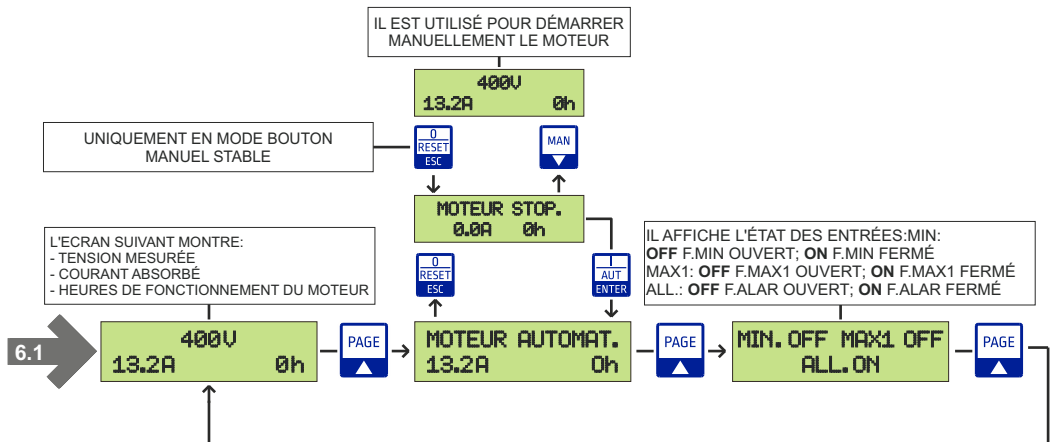 IL EST UTILISÉ POUR DÉMARRER
MANUELLEMENT LE MOTEUR
400V
13.2A 0h
UNIQUEMENT EN MODE BOUTON
MANUEL STABLE
0
RESET
ESC
MAN
MOTEUR STOP.
0.0A 0h
L'ECRAN SUIVANT MONTRE:
- TENSION MESURÉE
- COURANT ABSORBÉ
- HEURES DE FONCTIONNEMENT DU MOTEUR
0
RESET
ESC
I
AUT
ENTER
IL AFFICHE L'ÉTAT DES ENTRÉES:MIN:
OFF F.MIN OUVERT; ON F.MIN FERMÉ
MAX1: OFF F.MAX1 OUVERT; ON F.MAX1 FERMÉ
ALL.: OFF F.ALAR OUVERT; ON F.ALAR FERMÉ
6.1
400V
13.2A 0h
PAGE
MOTEUR AUTOMAT.
13.2A 0h
PAGE
MIN.OFF MAX1 OFF
ALL.ON
PAGE